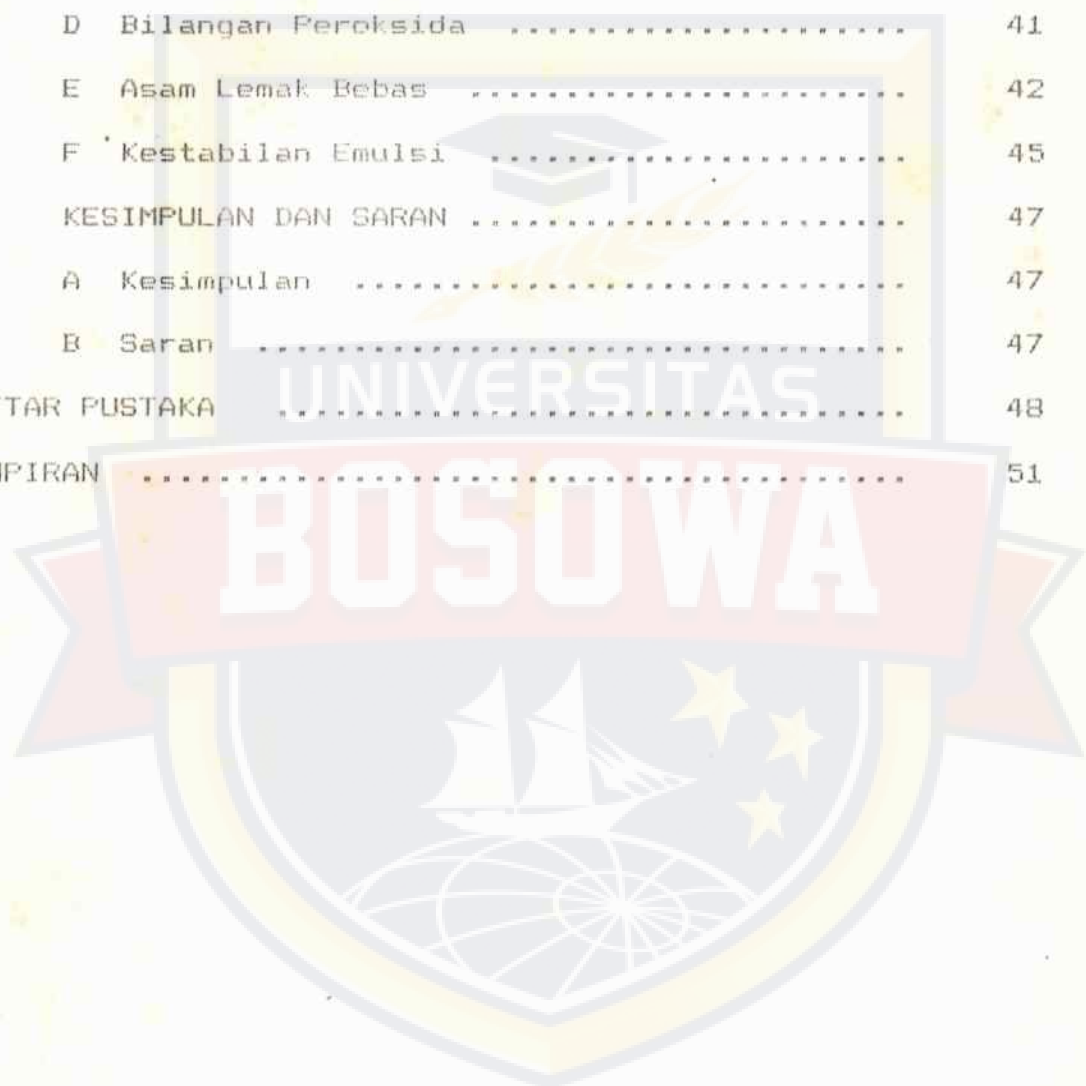 D Bilangan Peroksida .................... 41
E Asam Lemak Bebas ...................... 42
F Kestabilan Emulsi ..................... 45
KESIMPULAN DAN SARAN .................... 47
A Kesimpulan ............................ 47
B Saran ................................. 47
TAR PUSTAKA ............................. 48
PIRAN ................................... 51
UNIVERSITAS
BOSOWA